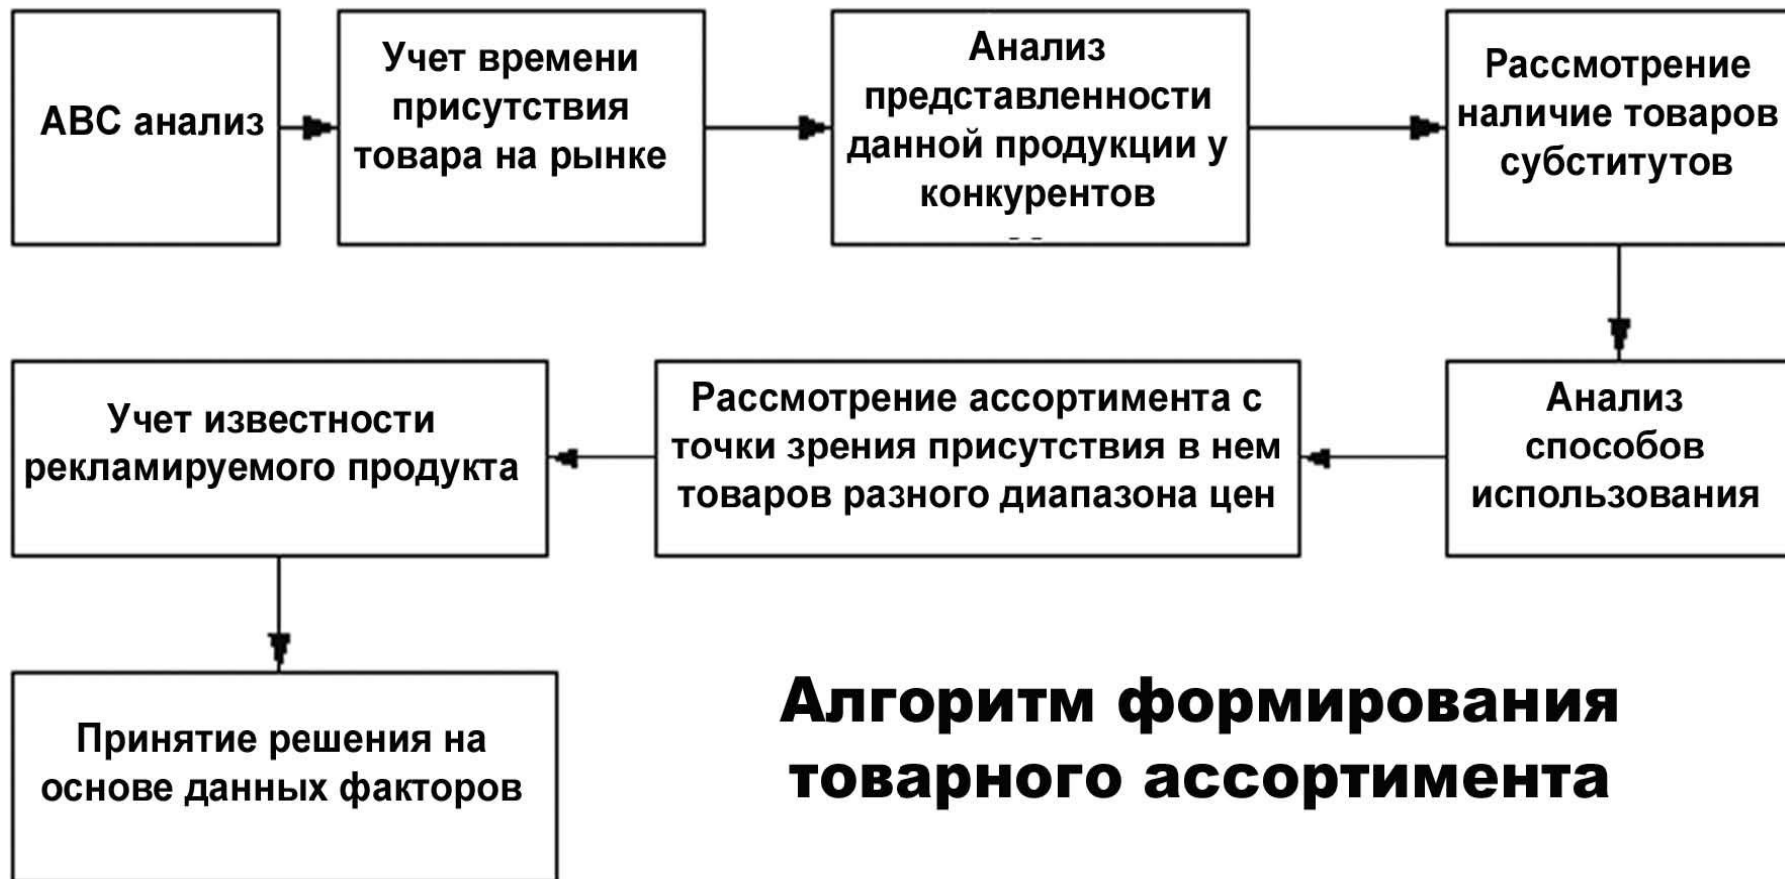 АВС анализ
Учет времени
присутствия
товара на рынке
Анализ
представленности
данной продукции у
конкурентов
Рассмотрение
наличие товаров
субститутов
Анализ
способов
использования
Рассмотрение ассортимента с
точки зрения присутствия в нем
товаров разного диапазона цен
Учет известности
рекламируемого продукта
Принятие решения на
основе данных факторов
Алгоритм формирования
товарного ассортимента